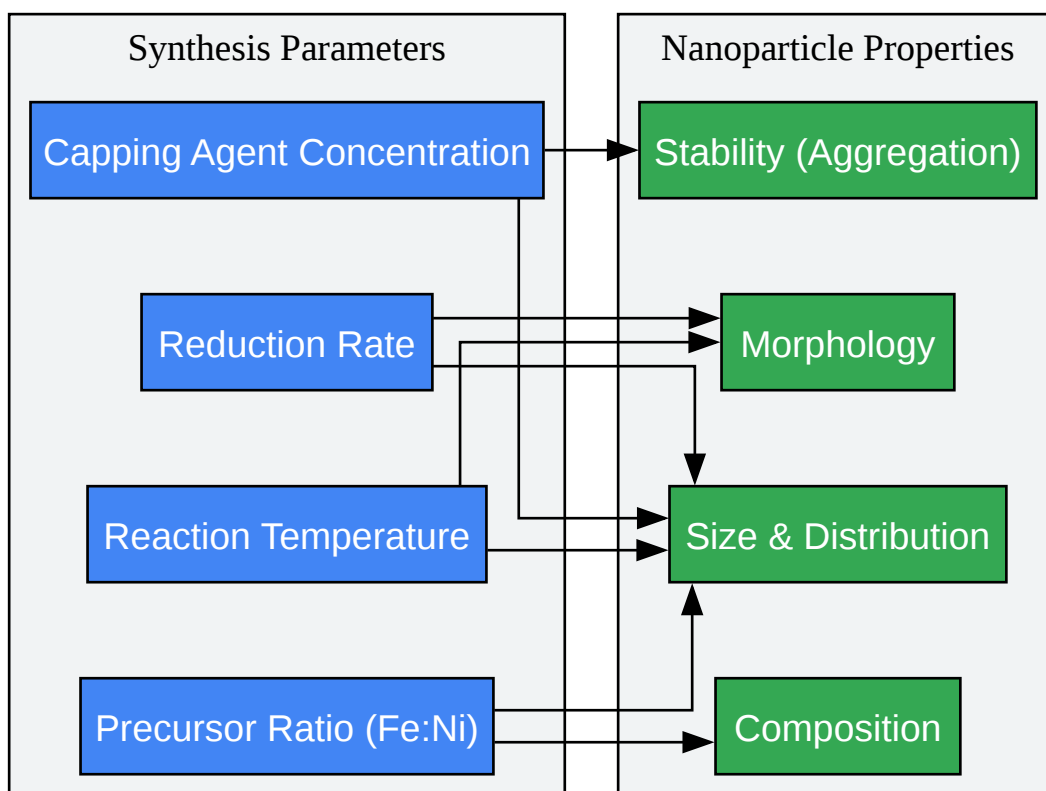 Synthesis Parameters
Capping Agent Concentration
Reduction Rate
Reaction Temperature
Precursor Ratio (Fe:Ni)
Nanoparticle Properties
Stability (Aggregation)
Morphology
Size & Distribution
Composition